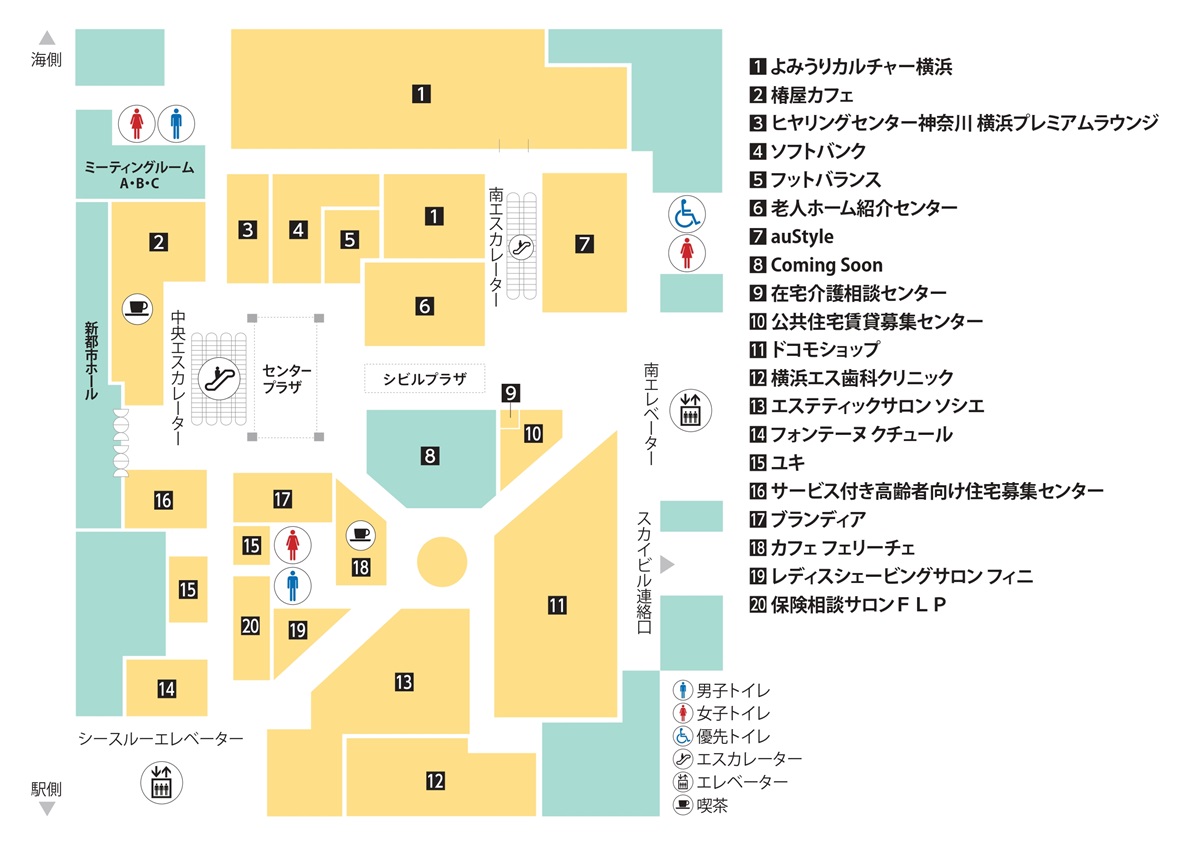 海側
1
ミーティングルーム
A・B・C
2
3
4
5
1
南エスカレーター
7
6
新都市ホール
中央エスカレーター
センター
プラザ
シビルプラザ
南エレベーター
9
10
8
16
17
15
18
15
20
19
11
スカイビル連絡口
14
13
12
シースルーエレベーター
駅側
1 よみうりカルチャー横浜
2 椿屋カフェ
3 ヒヤリングセンター神奈川 横浜プレミアムラウンジ
4 ソフトバンク
5 フットバランス
6 老人ホーム紹介センター
7 auStyle
8 Coming Soon
9 在宅介護相談センター
10 公共住宅賃貸募集センター
11 ドコモショップ
12 横浜エス歯科クリニック
13 エステティックサロン ソシエ
14 フォンテーヌ クチュール
15 ユキ
16 サービス付き高齢者向け住宅募集センター
17 ブランディア
18 カフェ フェリーチェ
19 レディスシェービングサロン フィニ
20 保険相談サロンＦＬＰ
男子トイレ
女子トイレ
優先トイレ
エスカレーター
エレベーター
喫茶